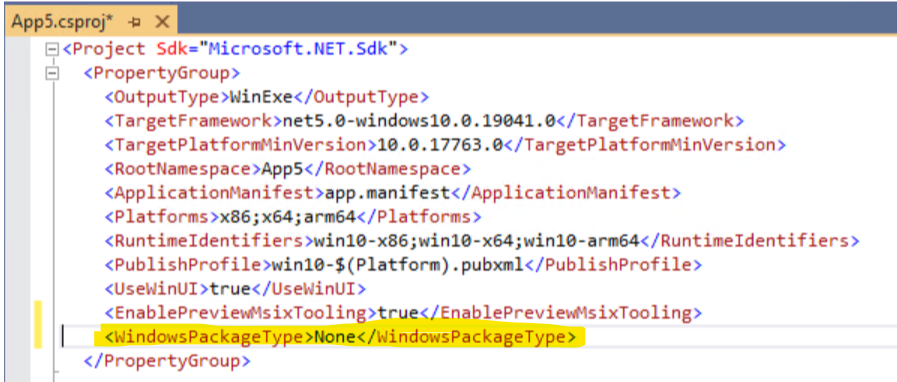 App5.csproj*
<Project Sdk="Microsoft.NET.Sdk">
<PropertyGroup>
<OutputType>WinExe</OutputType>
<TargetFramework>net5.0-windows10.0.19041.0</TargetFramework>
<TargetPlatformMinVersion>10.0.17763.0</TargetPlatformMinVersion>
<RootNamespace>App5</RootNamespace>
<ApplicationManifest>app.manifest</ApplicationManifest>
<Platforms>x86;x64;arm64</Platforms>
<RuntimeIdentifiers>win10-x86;win10-x64;win10-arm64</RuntimeIdentifiers>
<PublishProfile>win10-$(Platform).pubxml</PublishProfile>
<UseWinUI>true</UseWinUI>
<EnablePreviewMsixTooling>true</EnablePreviewMsixTooling>
<WindowsPackageType>None</WindowsPackageType>
</PropertyGroup>